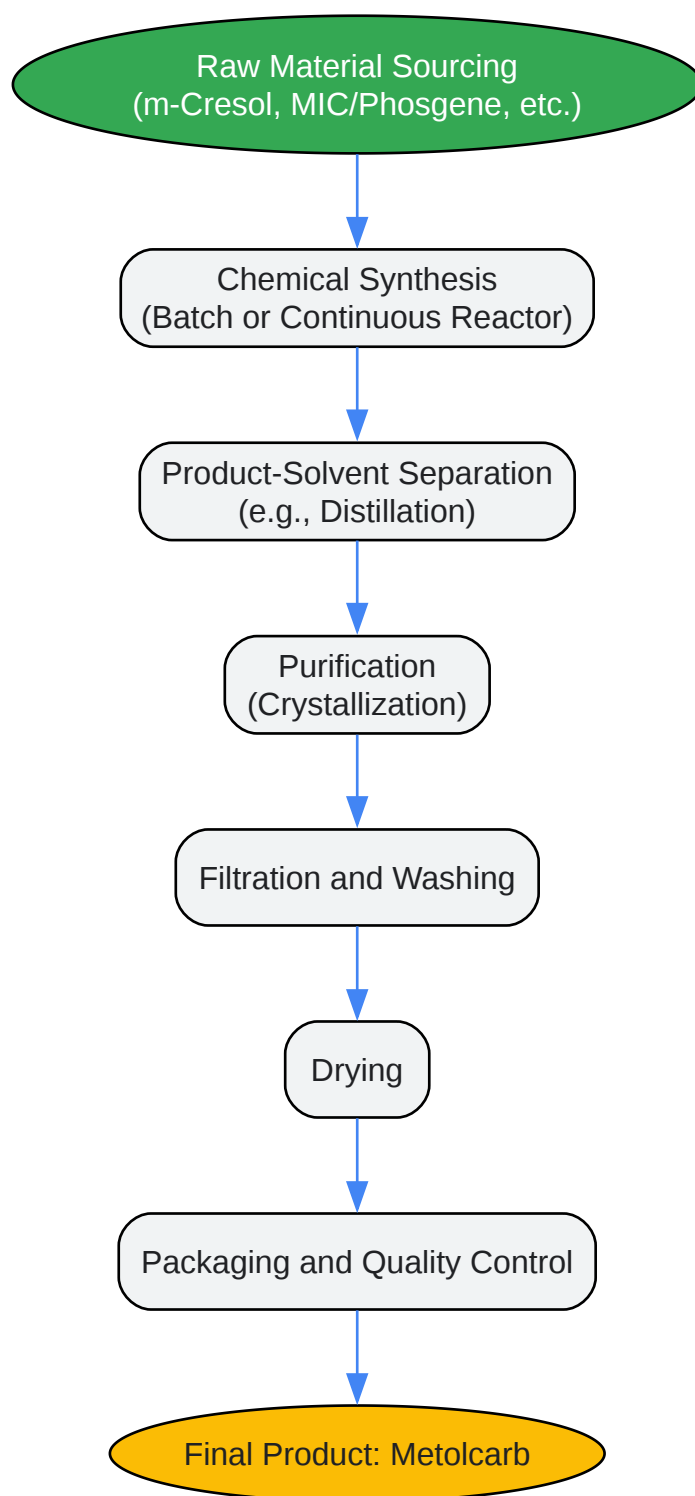 Raw Material Sourcing
(m-Cresol, MIC/Phosgene, etc.)
Chemical Synthesis
(Batch or Continuous Reactor)
Product-Solvent Separation
(e.g., Distillation)
Purification
(Crystallization)
Filtration and Washing
Drying
Packaging and Quality Control
Final Product: Metolcarb